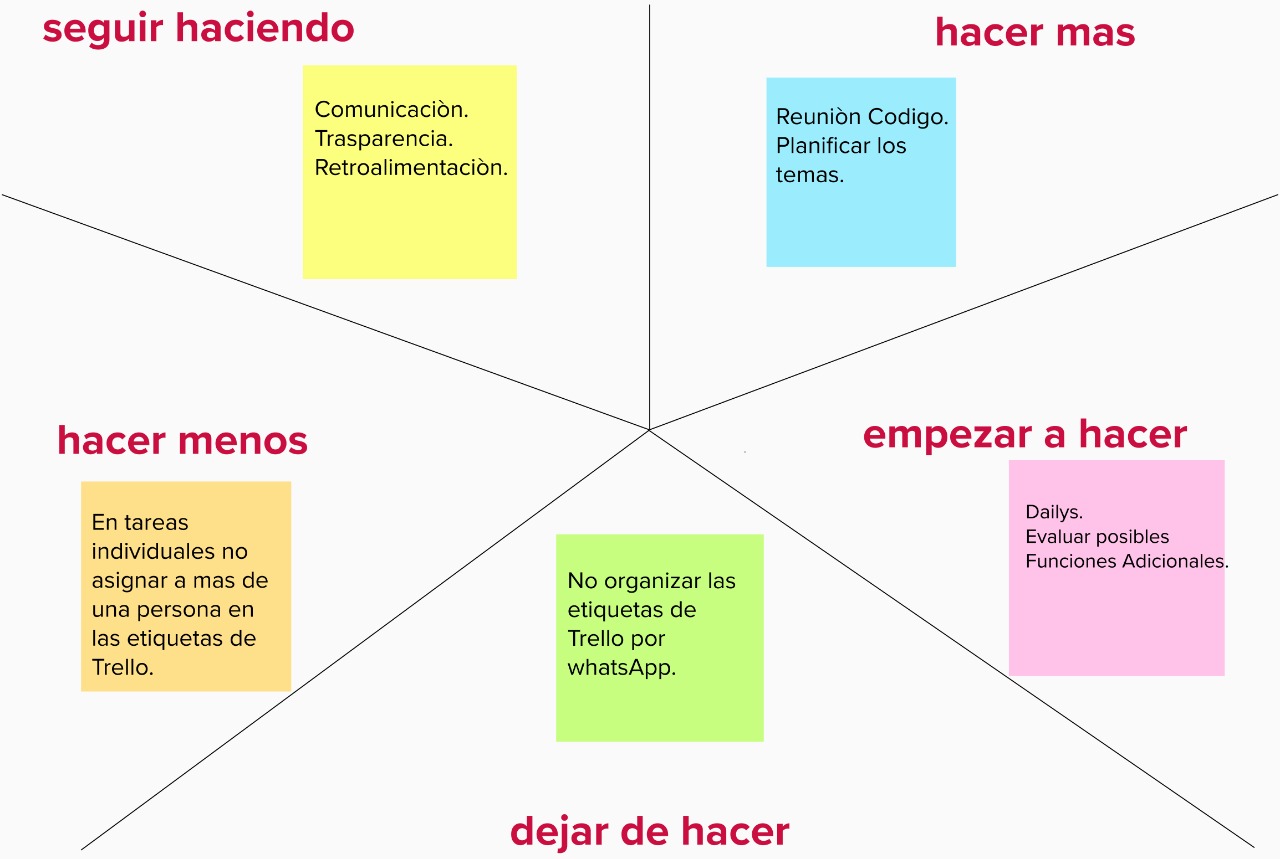 seguir haciendo
Comunicaciòn.
Trasparencia.
Retroalimentaciòn.
hacer mas
Reuniòn Codigo.
Planificar los
temas.
hacer menos
En tareas
individuales no
asignar a mas de
una persona en
las etiquetas de
Trello.
empezar a hacer
Dailys.
Evaluar posibles
Funciones Adicionales.
No organizar las
etiquetas de
Trello por
whatsApp.
dejar de hacer